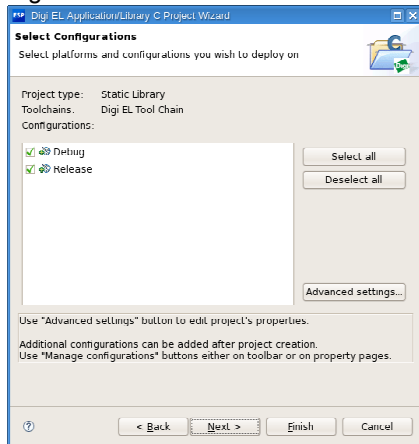 ESP Digi EL Application/Library C Project Wizard
Select Configurations
Select platforms and configurations you wish to deploy on
C
Digi
Project type: Static Library
Toolchains. Digi EL Tool Chain
Configurations:
Debug
Release
Select all
Deselect all
Advanced settings...
Use "Advanced settings" button to edit project's properties.
Additional configurations can be added after project creation.
Use "Manage configurations" buttons either on toolbar or on property pages.
?
< Back
Next >
Finish
Cancel